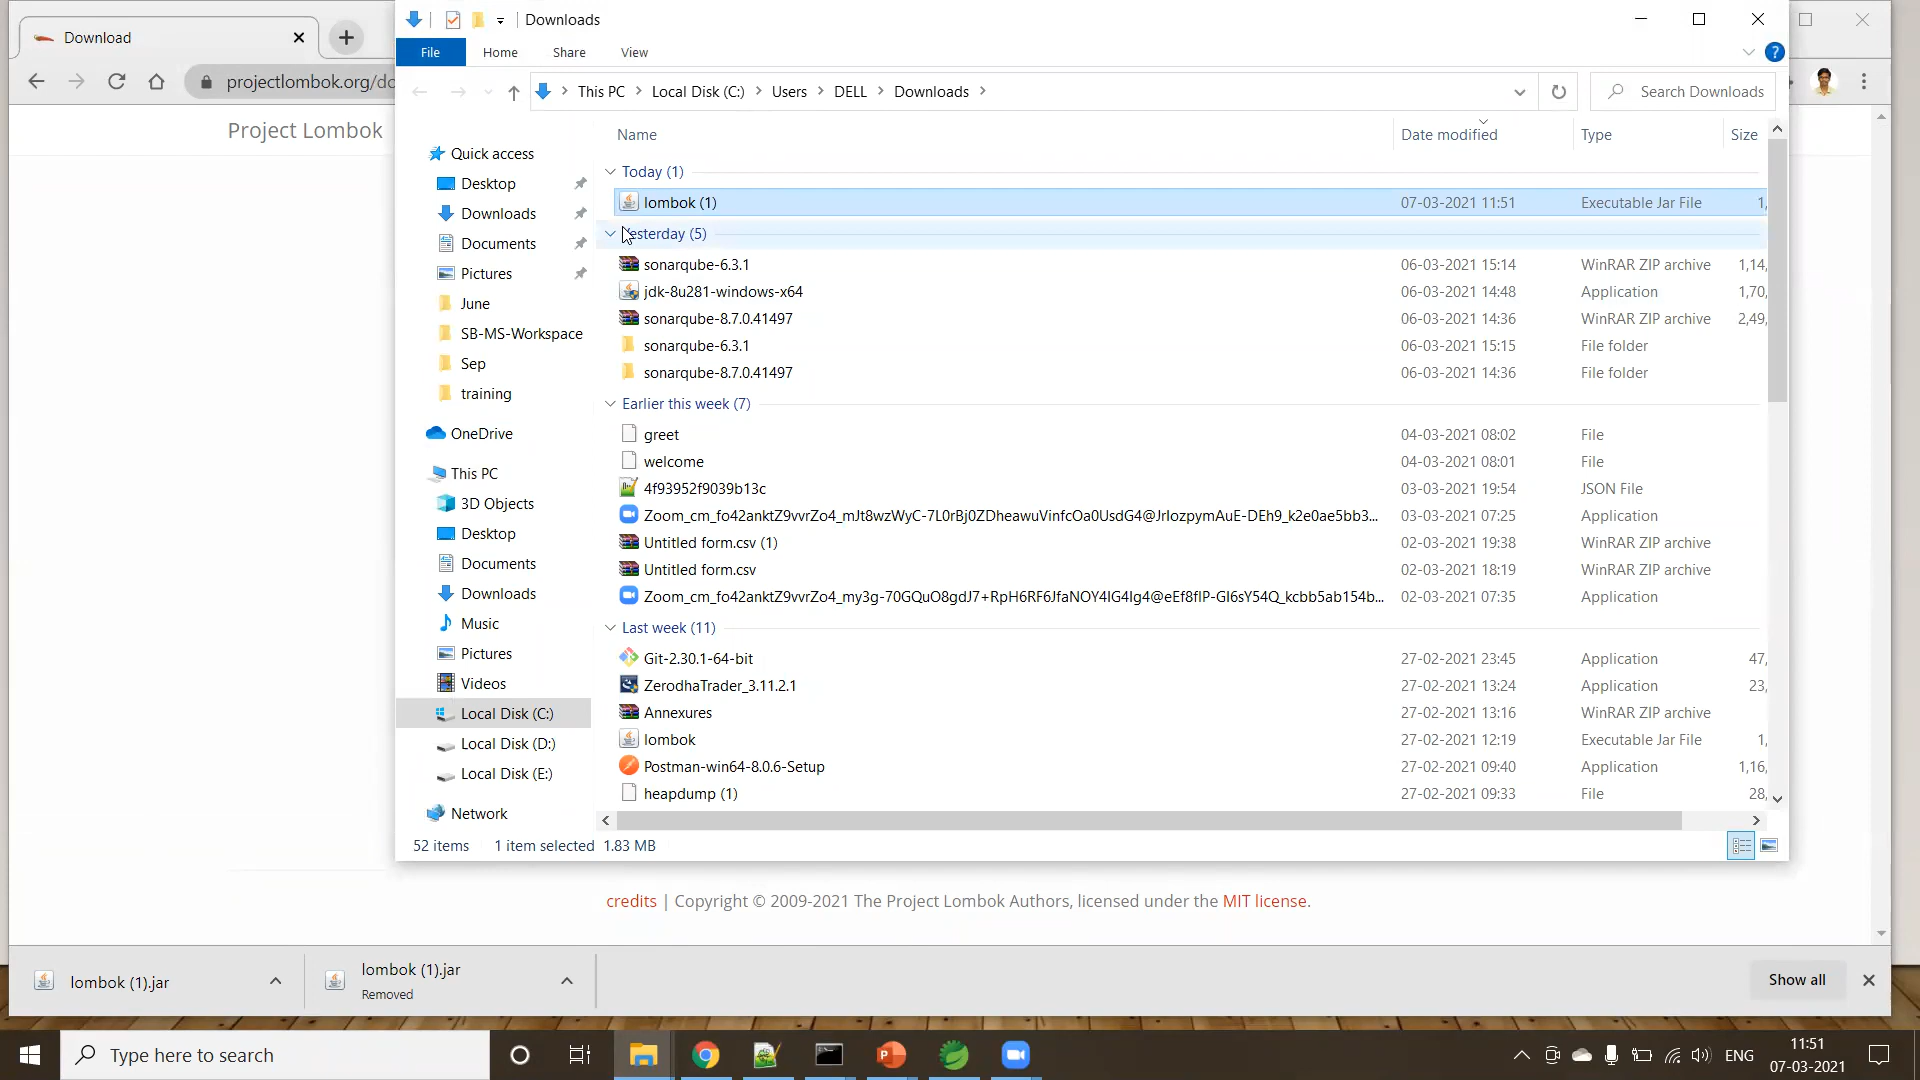 Download
projectlombok.org/do
Project Lombok
Downloads
File
Home
Share
View
This PC
Local Disk (C:)
Users
DELL
Downloads
Search Downloads
Quick access
Desktop
Downloads
Documents
Pictures
June
SB-MS-Workspace
Sep
training
OneDrive
This PC
3D Objects
Desktop
Documents
Downloads
Music
Pictures
Videos
Local Disk (C:)
Local Disk (D:)
Local Disk (E:)
Network
Name Date modified Type Size
Today (1)
lombok (1) 07-03-2021 11:51 Executable Jar File 1,
Yesterday (5)
sonarqube-6.3.1 06-03-2021 15:14 WinRAR ZIP archive 1,14,
jdk-8u281-windows-x64 06-03-2021 14:48 Application 1,70,
sonarqube-8.7.0.41497 06-03-2021 14:36 WinRAR ZIP archive 2,49,
sonarqube-6.3.1 06-03-2021 15:15 File folder
sonarqube-8.7.0.41497 06-03-2021 14:36 File folder
Earlier this week (7)
greet 04-03-2021 08:02 File
welcome 04-03-2021 08:01 File
4f93952f9039b13c 03-03-2021 19:54 JSON File
Zoom_cm_fo42anktZ9vvrZo4_mJt8wzWyC-7L0rBj0ZDheawuVinfcOa0UsdG4@JrIozpymAuE-DEh9_k2e0ae5bb3... 03-03-2021 07:25 Application
Untitled form.csv (1) 02-03-2021 19:38 WinRAR ZIP archive
Untitled form.csv 02-03-2021 18:19 WinRAR ZIP archive
Zoom_cm_fo42anktZ9vvrZo4_my3g-70GQuO8gdJ7+RpH6RF6JfaNOY4IG4Ig4@eEf8fIP-GI6sY54Q_kcbb5ab154b... 02-03-2021 07:35 Application
Last week (11)
Git-2.30.1-64-bit 27-02-2021 23:45 Application 47,
ZerodhaTrader_3.11.2.1 27-02-2021 13:24 Application 23,
Annexures 27-02-2021 13:16 WinRAR ZIP archive
lombok 27-02-2021 12:19 Executable Jar File 1,
Postman-win64-8.0.6-Setup 27-02-2021 09:40 Application 1,16,
heapdump (1) 27-02-2021 09:33 File 28,
52 items 1 item selected 1.83 MB
credits | Copyright © 2009-2021 The Project Lombok Authors, licensed under the MIT license.
lombok (1).jar
lombok (1).jar
Removed
Show all
Type here to search
ENG
11:51
07-03-2021